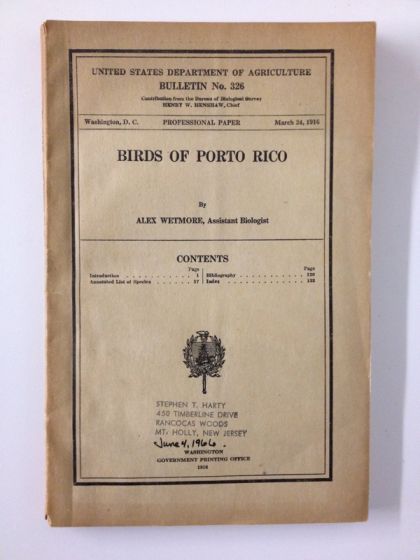 UNITED STATES DEPARTMENT OF AGRICULTURE
BULLETIN No. 326
Contribution from the Bureau of Biological Survey
HENRY W. HENSHAW, Chief
Washington, D. C. PROFESSIONAL PAPER March 24, 1916
BIRDS OF PORTO RICO
By
ALEX WETMORE, Assistant Biologist
CONTENTS
Page
Page
Introduction . . . . . . . . . . . 1
Bibliography . . . . . . . . . . .
Annotated List of Species . . . . . . 17
Index . . . . . . . . . . . . .
STEPHEN T. HARTY
450 TIMBERLINE DRIVE
RANCOCAS WOODS
MT. HOLLY, NEW JERSEY
June 4, 1966.
WASHINGTON
GOVERNMENT PRINTING OFFICE
1916